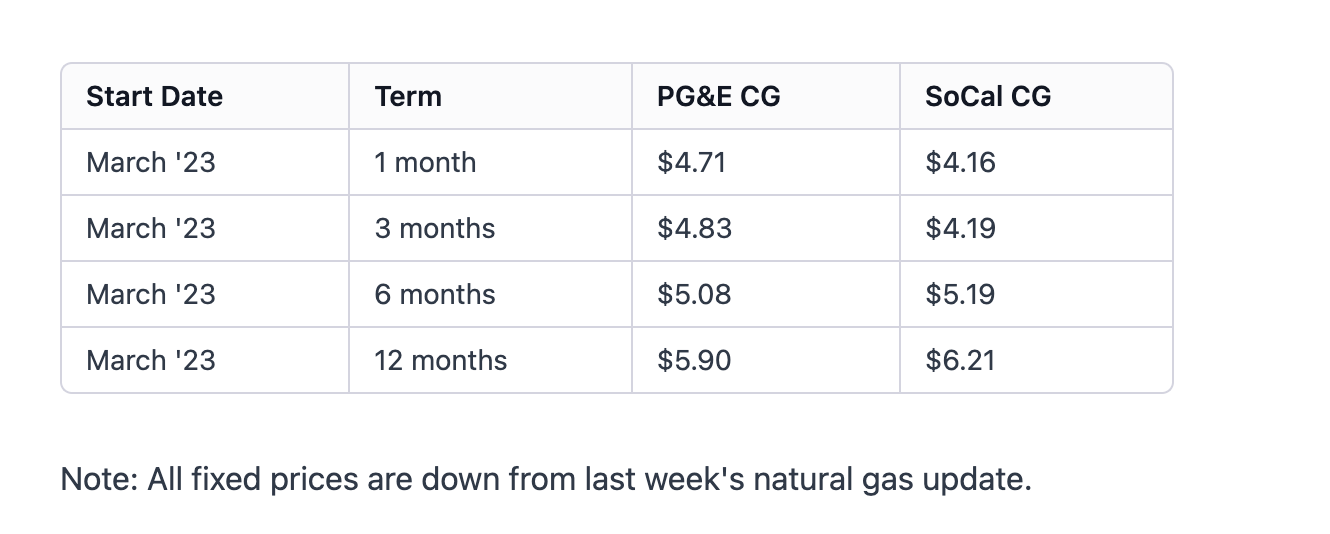 Start Date Term PG&E CG SoCal CG
March '23 1 month $4.71 $4.16
March '23 3 months $4.83 $4.19
March '23 6 months $5.08 $5.19
March '23 12 months $5.90 $6.21
Note: All fixed prices are down from last week's natural gas update.